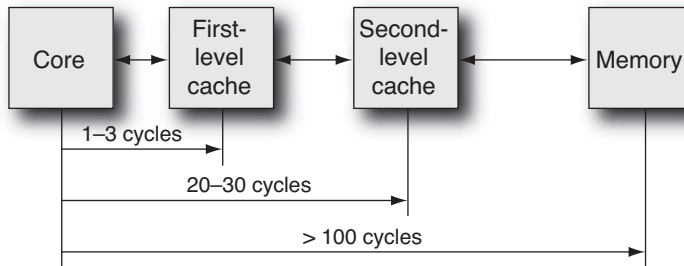 Core
First-
level
cache
Second-
level
cache
Memory
1–3 cycles
20–30 cycles
> 100 cycles